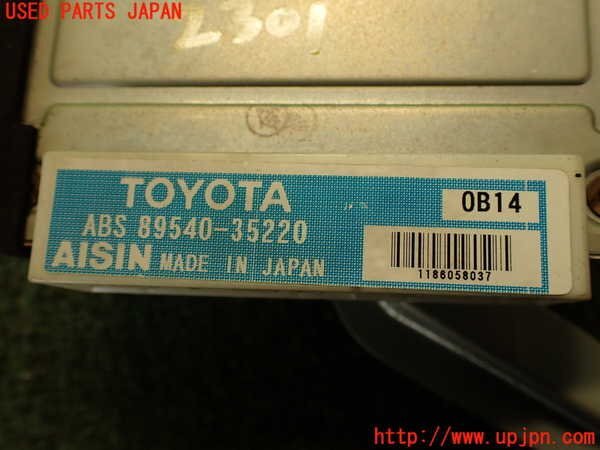 USED PARTS JAPAN
L301
TOYOTA
ABS 89540-35220
AISIN MADE IN JAPAN
0B14
1186058037
http://www.upjpn.com/